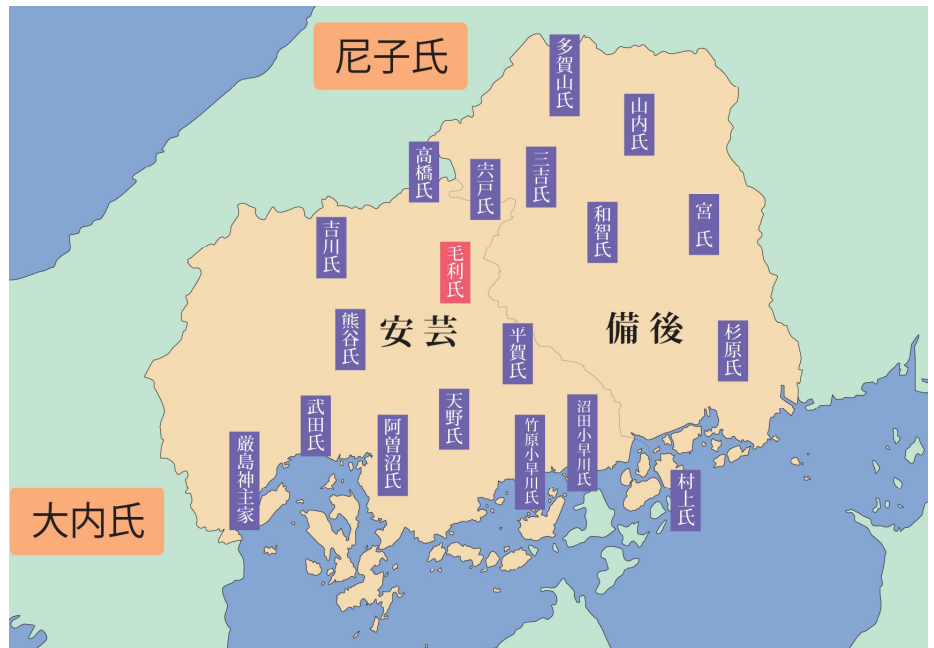 尼子氏
多賀山氏
山内氏
高橋氏
宍戸氏
三吉氏
和智氏
宮 氏
吉川氏
毛利氏
熊谷氏
安芸
備後
平賀氏
杉原氏
武田氏
阿曽沼氏
天野氏
竹原小早川氏
沼田小早川氏
厳島神主家
村上氏
大内氏